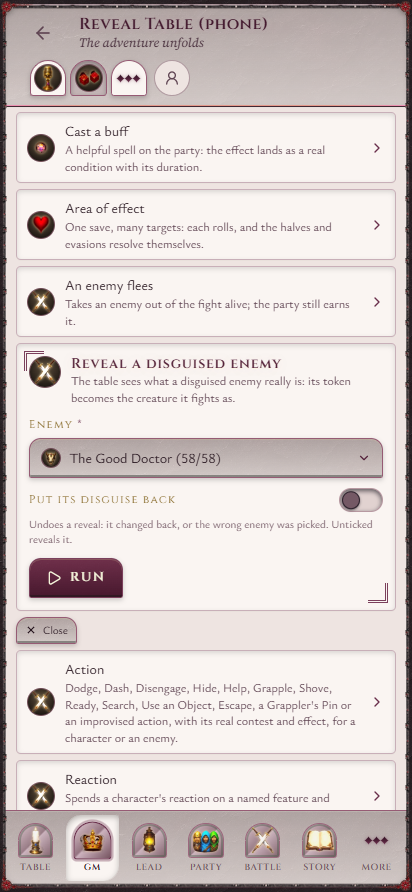 Reveal Table (phone)
The adventure unfolds
Cast a buff
A helpful spell on the party: the effect lands as a real
condition with its duration.
Area of effect
One save, many targets: each rolls, and the halves and
evasions resolve themselves.
An enemy flees
Takes an enemy out of the fight alive; the party still earns
it.
Reveal a disguised enemy
The table sees what a disguised enemy really is: its token
becomes the creature it fights as.
Enemy *
The Good Doctor (58/58)
Put its disguise back
Undoes a reveal: it changed back, or the wrong enemy was picked. Unticked
reveals it.
RUN
Close
Action
Dodge, Dash, Disengage, Hide, Help, Grapple, Shove,
Ready, Search, Use an Object, Escape, a Grappler's Pin or
an improvised action, with its real contest and effect, for a
character or an enemy.
Reaction
Spends a character's reaction on a named feature and
TABLE GM LEAD PARTY BATTLE STORY MORE